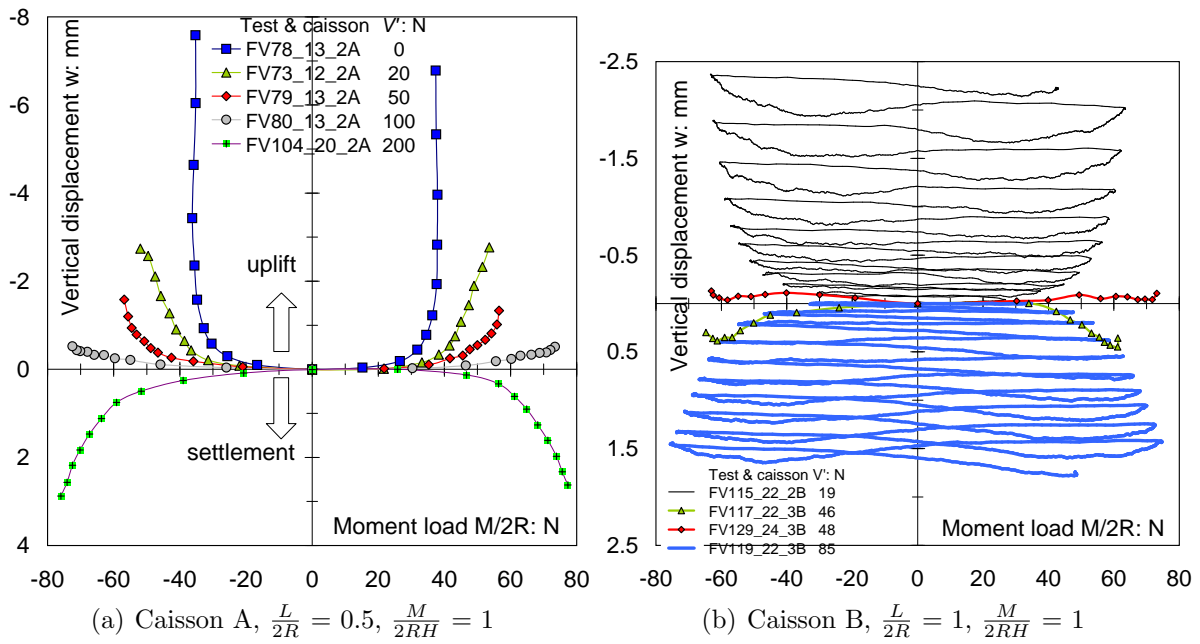 -8
-6
-4
-2
0
2
4
-80 -60 -40 -20 0 20 40 60 80
Vertical displacement w: mm
Test & caisson V': N
FV78_13_2A 0
FV73_12_2A 20
FV79_13_2A 50
FV80_13_2A 100
FV104_20_2A 200
uplift
settlement
Moment load M/2R: N
(a) Caisson A, L/2R = 0.5, M/2RH = 1
-2.5
-1.5
-0.5
0.5
1.5
2.5
-80 -60 -40 -20 0 20 40 60 80
Vertical displacement w: mm
Test & caisson V': N
FV115_22_2B 19
FV117_22_3B 46
FV129_24_3B 48
FV119_22_3B 85
Moment load M/2R: N
(b) Caisson B, L/2R = 1, M/2RH = 1